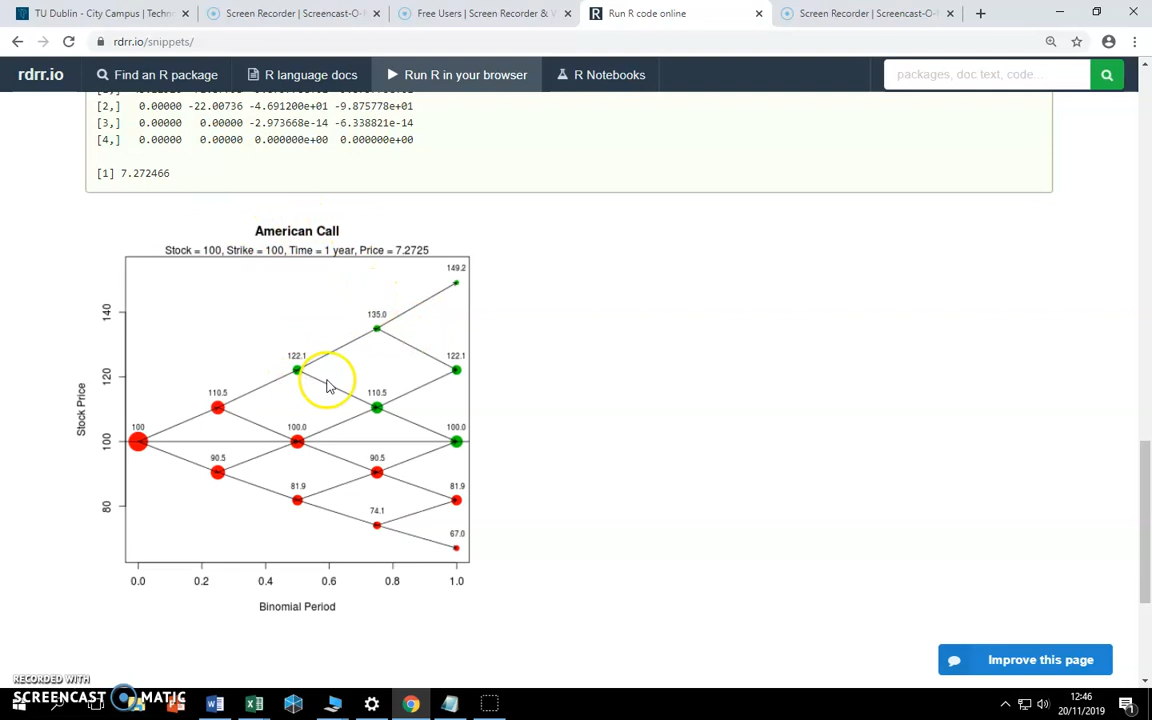 TU Dublin - City Campus | Techni
Screen Recorder | Screencast-O-
Free Users | Screen Recorder & V
Run R code online
Screen Recorder | Screencast-O-
rdrr.io/snippets/
rdrr.io
Find an R package
R language docs
Run R in your browser
R Notebooks
packages, doc text, code...
[2,] 0.00000 -22.00736 -4.691200e+01 -9.875778e+01
[3,] 0.00000 0.00000 -2.973668e-14 -6.338821e-14
[4,] 0.00000 0.00000 0.000000e+00 0.000000e+00
[1] 7.272466
American Call
Stock = 100, Strike = 100, Time = 1 year, Price = 7.2725
149.2
140
135.0
122.1
122.1
120
110.5
110.5
Stock Price
100
100
100.0
100.0
90.5
90.5
81.9
81.9
80
74.1
67.0
0.0 0.2 0.4 0.6 0.8 1.0
Binomial Period
Improve this page
RECORDED WITH
SCREENCAST MATIC
12:46
20/11/2019
1